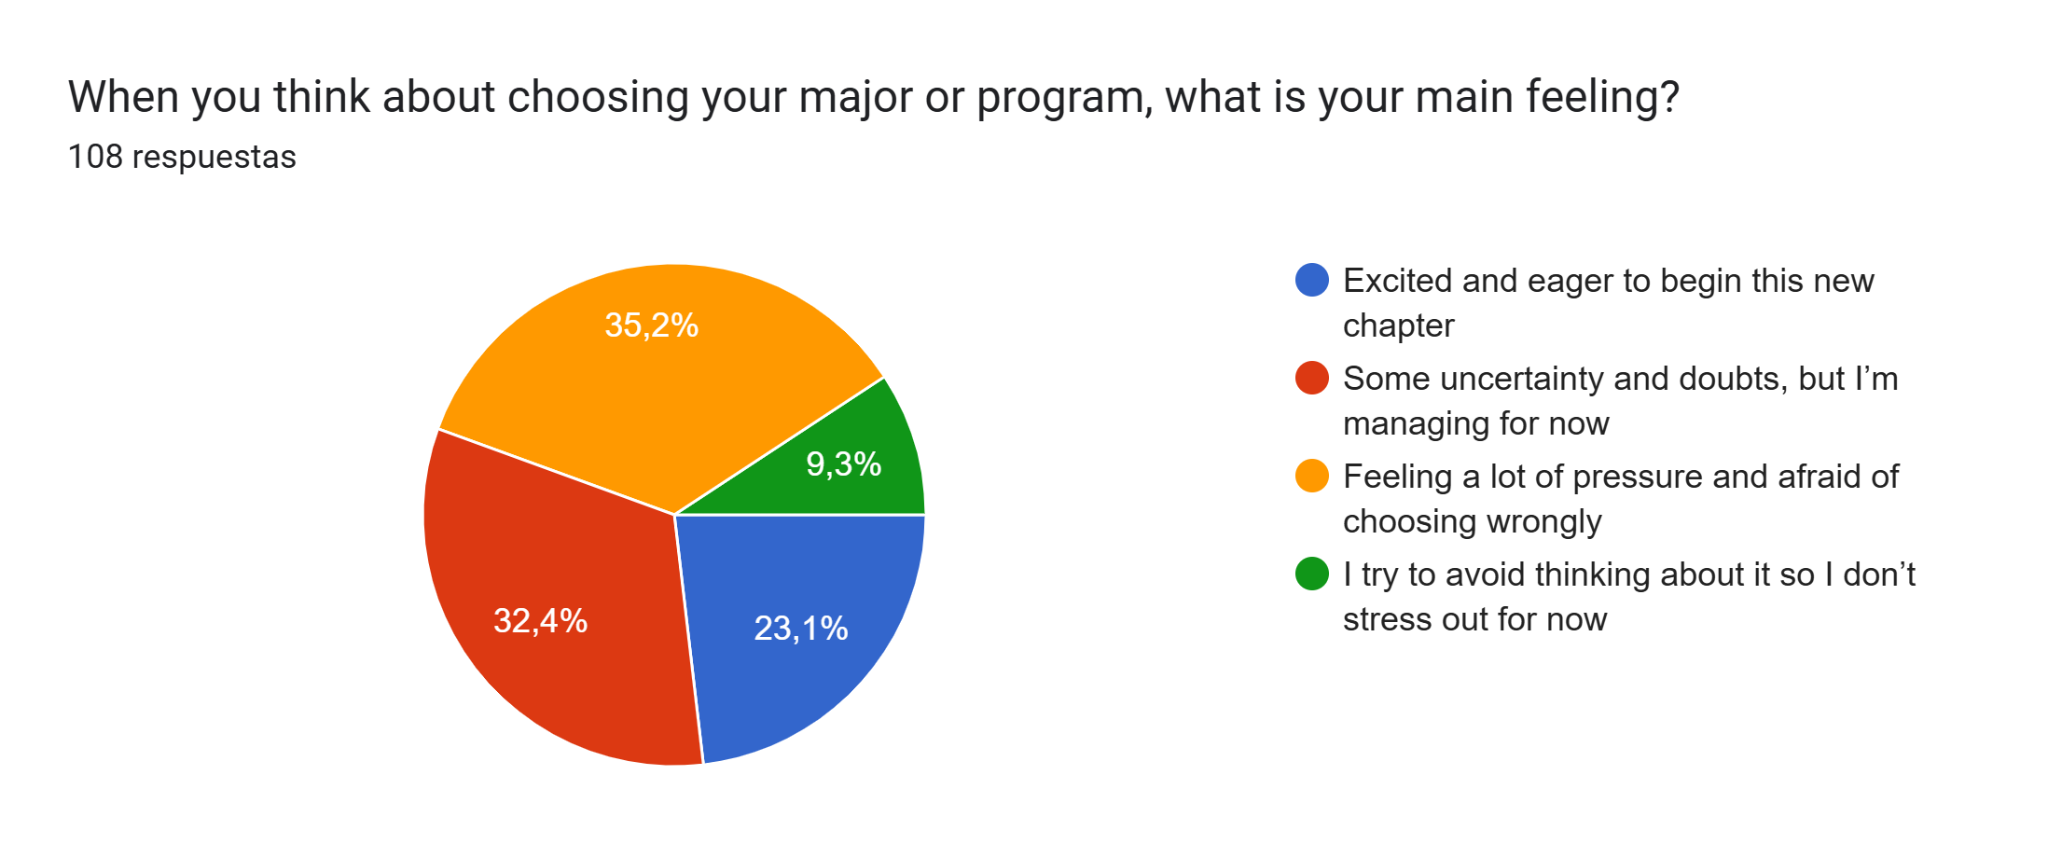 When you think about choosing your major or program, what is your main feeling?
108 respuestas
35,2%
9,3%
32,4%
23,1%
Excited and eager to begin this new
chapter
Some uncertainty and doubts, but I’m
managing for now
Feeling a lot of pressure and afraid of
choosing wrongly
I try to avoid thinking about it so I don’t
stress out for now